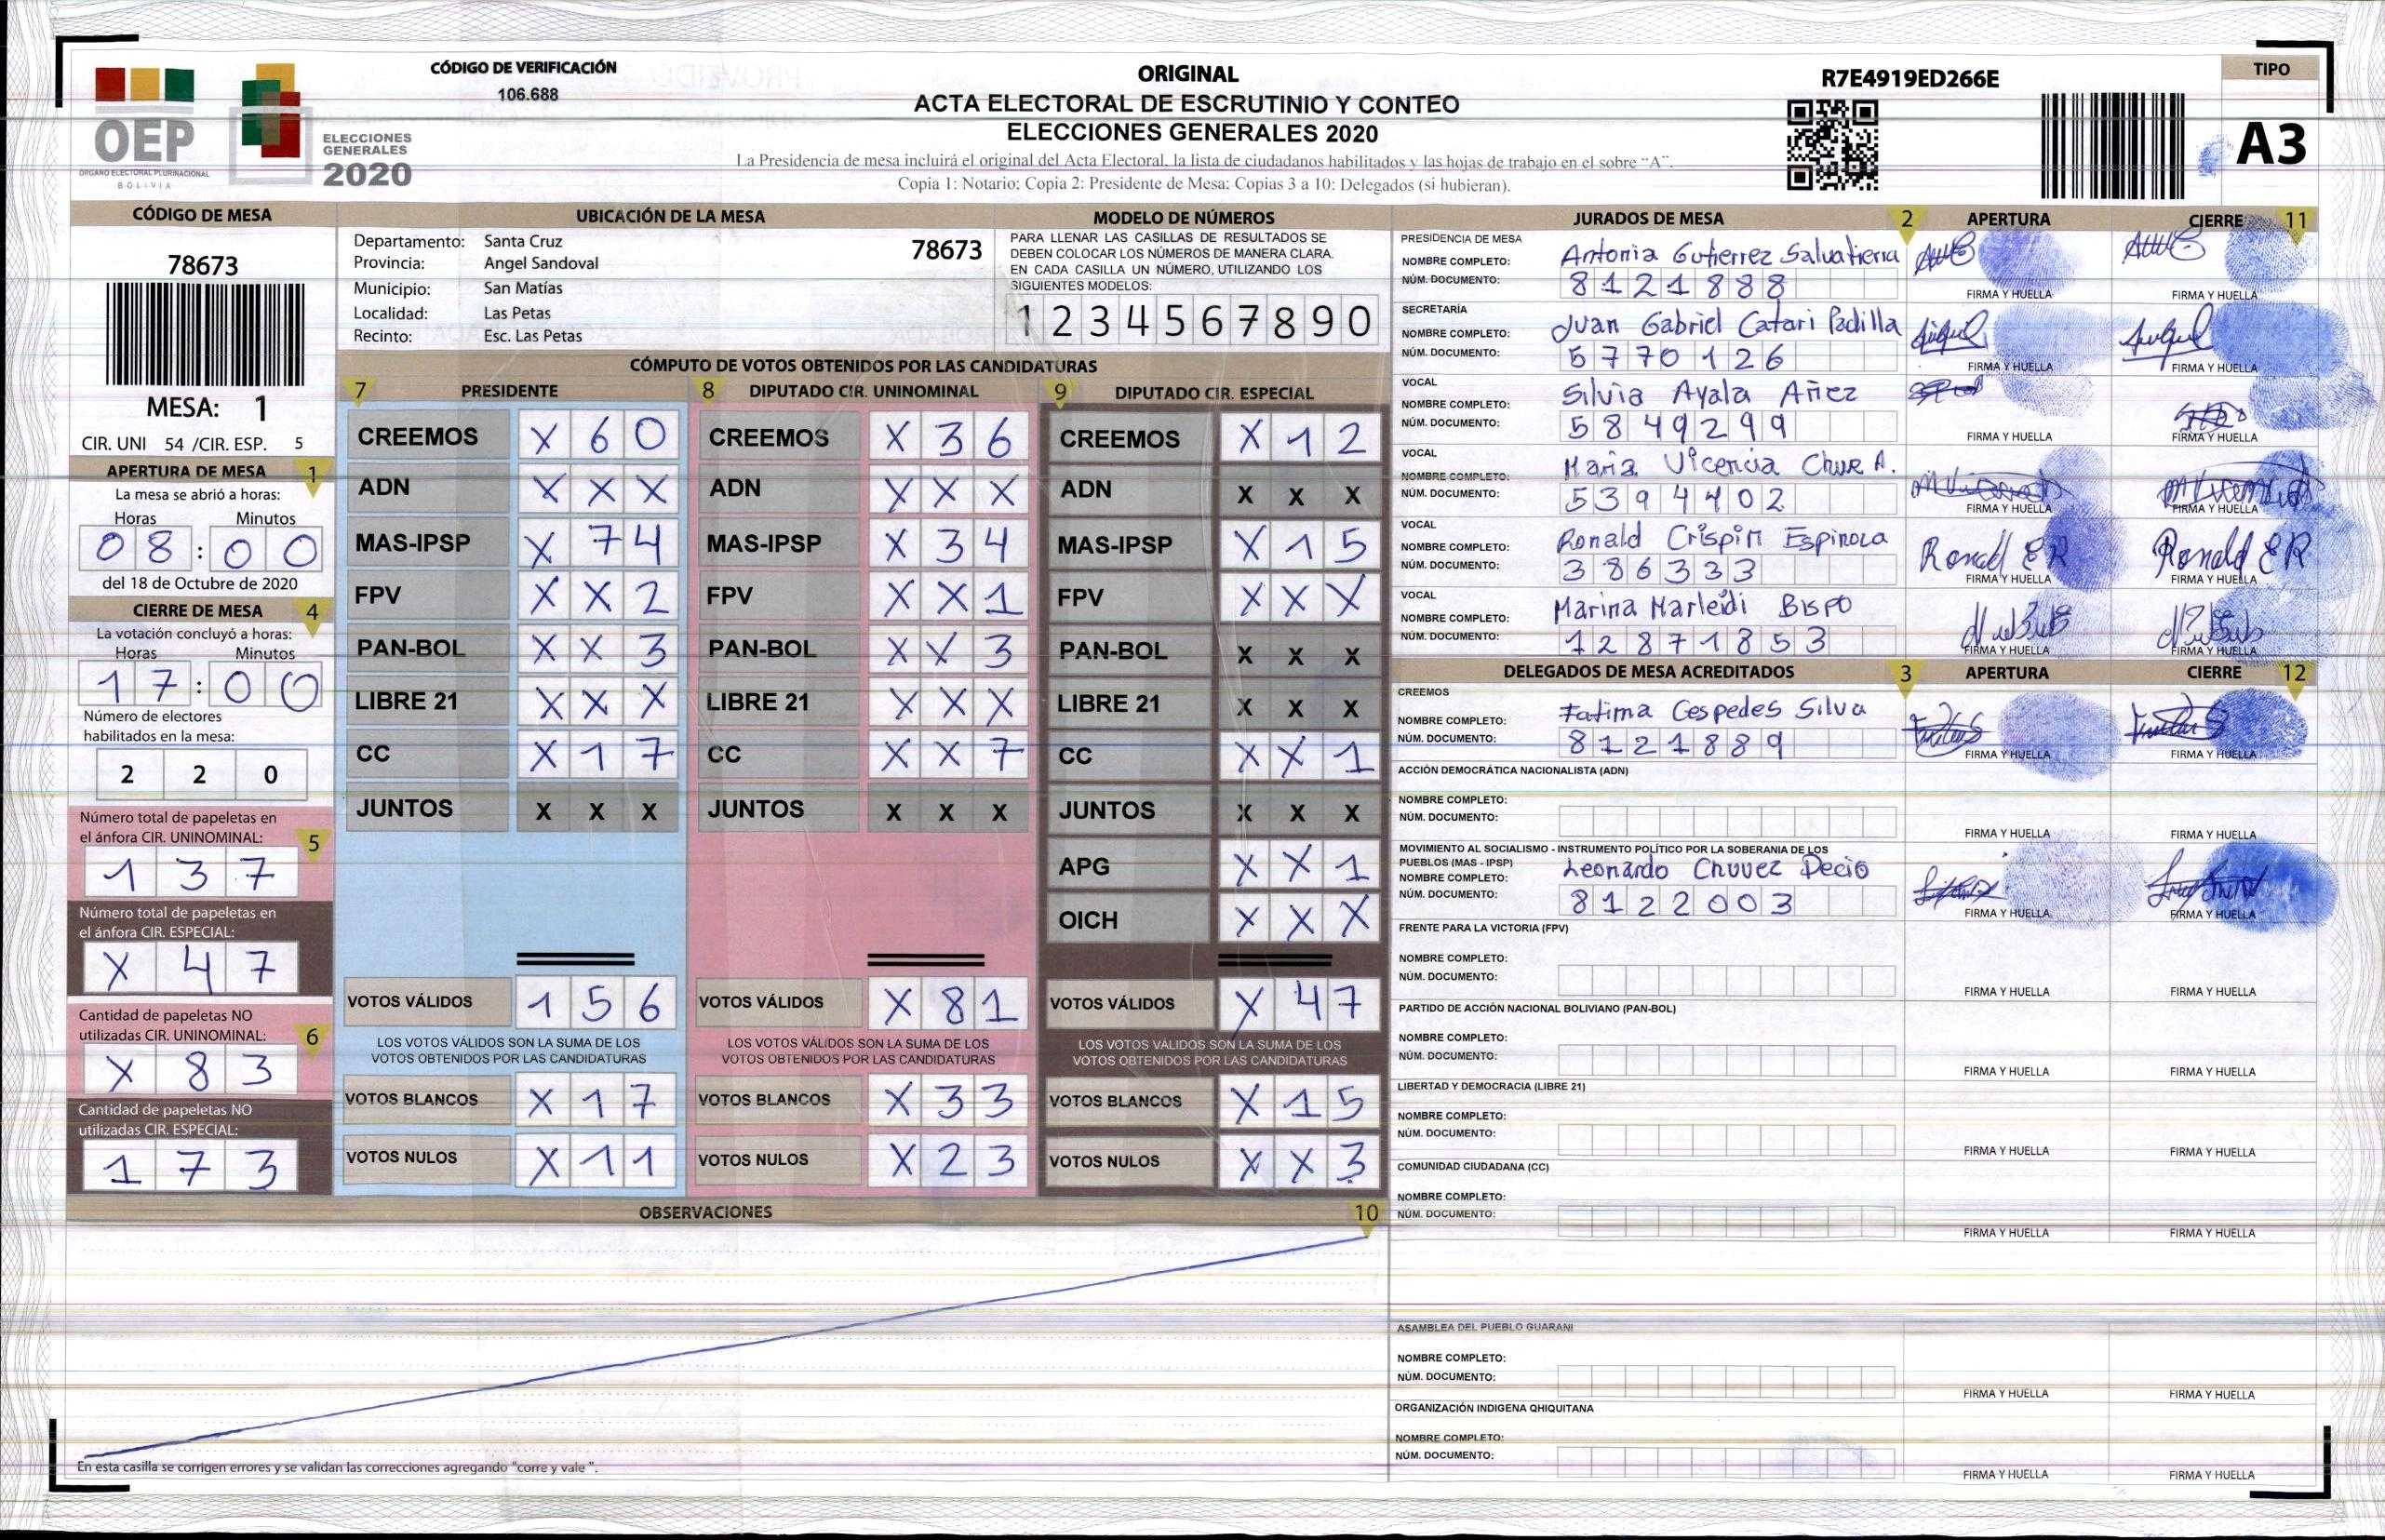 CÓDIGO DE VERIFICACIÓN
106.688
OEP
ÓRGANO ELECTORAL PLURINACIONAL
BOLIVIA
ELECCIONES
GENERALES
2020
ORIGINAL
ACTA ELECTORAL DE ESCRUTINIO Y CONTEO
ELECCIONES GENERALES 2020
La Presidencia de mesa incluirá el original del Acta Electoral, la lista de ciudadanos habilitados y las hojas de trabajo en el sobre “A”.
Copia 1: Notario; Copia 2: Presidente de Mesa; Copias 3 a 10: Delegados (si hubieran).
R7E4919ED266E
TIPO
A3
CÓDIGO DE MESA
78673
MESA: 1
CIR. UNI 54 /CIR. ESP. 5
APERTURA DE MESA 1
La mesa se abrió a horas:
Horas Minutos
08:00
del 18 de Octubre de 2020
CIERRE DE MESA 4
La votación concluyó a horas:
Horas Minutos
17:00
Número de electores
habilitados en la mesa:
2 2 0
Número total de papeletas en
el ánfora CIR. UNINOMINAL: 5
1 3 7
Número total de papeletas en
el ánfora CIR. ESPECIAL:
X 4 7
Cantidad de papeletas NO
utilizadas CIR. UNINOMINAL: 6
X 8 3
Cantidad de papeletas NO
utilizadas CIR. ESPECIAL:
1 7 3
UBICACIÓN DE LA MESA
Departamento: Santa Cruz 78673
Provincia: Angel Sandoval
Municipio: San Matías
Localidad: Las Petas
Recinto: Esc. Las Petas
MODELO DE NÚMEROS
PARA LLENAR LAS CASILLAS DE RESULTADOS SE
DEBEN COLOCAR LOS NÚMEROS DE MANERA CLARA.
EN CADA CASILLA UN NÚMERO, UTILIZANDO LOS
SIGUIENTES MODELOS:
1 2 3 4 5 6 7 8 9 0
CÓMPUTO DE VOTOS OBTENIDOS POR LAS CANDIDATURAS
7 PRESIDENTE 8 DIPUTADO CIR. UNINOMINAL 9 DIPUTADO CIR. ESPECIAL
CREEMOS X 6 0 CREEMOS X 3 6 CREEMOS X 1 2
ADN X X X ADN X X X ADN X X X
MAS-IPSP X 7 4 MAS-IPSP X 3 4 MAS-IPSP X 1 5
FPV X X 2 FPV X X 1 FPV X X X
PAN-BOL X X 3 PAN-BOL X X 3 PAN-BOL X X X
LIBRE 21 X X X LIBRE 21 X X X LIBRE 21 X X X
CC X 1 7 CC X X 7 CC X X 1
JUNTOS X X X JUNTOS X X X JUNTOS X X X
APG X X 1
OICH X X X
VOTOS VÁLIDOS 1 5 6 VOTOS VÁLIDOS X 8 1 VOTOS VÁLIDOS X 4 7
LOS VOTOS VÁLIDOS SON LA SUMA DE LOS LOS VOTOS VÁLIDOS SON LA SUMA DE LOS LOS VOTOS VÁLIDOS SON LA SUMA DE LOS
VOTOS OBTENIDOS POR LAS CANDIDATURAS VOTOS OBTENIDOS POR LAS CANDIDATURAS VOTOS OBTENIDOS POR LAS CANDIDATURAS
VOTOS BLANCOS X 1 7 VOTOS BLANCOS X 3 3 VOTOS BLANCOS X 1 5
VOTOS NULOS X 1 1 VOTOS NULOS X 2 3 VOTOS NULOS X X 3
OBSERVACIONES 10
En esta casilla se corrigen errores y se validan las correcciones agregando "corre y vale ".
JURADOS DE MESA 2 APERTURA CIERRE 11
PRESIDENCIA DE MESA
NOMBRE COMPLETO: Antonia Gutierrez Salvatierra
NÚM. DOCUMENTO: 8121888
FIRMA Y HUELLA FIRMA Y HUELLA
SECRETARÍA
NOMBRE COMPLETO: Juan Gabriel Catari Padilla
NÚM. DOCUMENTO: 5770126
FIRMA Y HUELLA FIRMA Y HUELLA
VOCAL
NOMBRE COMPLETO: Silvia Ayala Añez
NÚM. DOCUMENTO: 5849299
FIRMA Y HUELLA FIRMA Y HUELLA
VOCAL
NOMBRE COMPLETO: Maria Vicencia A.
NÚM. DOCUMENTO: 5394402
FIRMA Y HUELLA FIRMA Y HUELLA
VOCAL
NOMBRE COMPLETO: Ronald Crispin Espinoza
NÚM. DOCUMENTO: 386333
Ronald ER Ronald ER
FIRMA Y HUELLA FIRMA Y HUELLA
VOCAL
NOMBRE COMPLETO: Marina Marleidi Bispo
NÚM. DOCUMENTO: 12871853
FIRMA Y HUELLA FIRMA Y HUELLA
DELEGADOS DE MESA ACREDITADOS 3 APERTURA CIERRE 12
CREEMOS
NOMBRE COMPLETO: Fatima Cespedes Silva
NÚM. DOCUMENTO: 8121889
FIRMA Y HUELLA FIRMA Y HUELLA
ACCIÓN DEMOCRÁTICA NACIONALISTA (ADN)
NOMBRE COMPLETO:
NÚM. DOCUMENTO:
FIRMA Y HUELLA FIRMA Y HUELLA
MOVIMIENTO AL SOCIALISMO - INSTRUMENTO POLÍTICO POR LA SOBERANIA DE LOS
PUEBLOS (MAS - IPSP)
NOMBRE COMPLETO: Leonardo Chuvez Decio
NÚM. DOCUMENTO: 8122003
FIRMA Y HUELLA FIRMA Y HUELLA
FRENTE PARA LA VICTORIA (FPV)
NOMBRE COMPLETO:
NÚM. DOCUMENTO:
FIRMA Y HUELLA FIRMA Y HUELLA
PARTIDO DE ACCIÓN NACIONAL BOLIVIANO (PAN-BOL)
NOMBRE COMPLETO:
NÚM. DOCUMENTO:
FIRMA Y HUELLA FIRMA Y HUELLA
LIBERTAD Y DEMOCRACIA (LIBRE 21)
NOMBRE COMPLETO:
NÚM. DOCUMENTO:
FIRMA Y HUELLA FIRMA Y HUELLA
COMUNIDAD CIUDADANA (CC)
NOMBRE COMPLETO:
NÚM. DOCUMENTO:
FIRMA Y HUELLA FIRMA Y HUELLA
ASAMBLEA DEL PUEBLO GUARANI
NOMBRE COMPLETO:
NÚM. DOCUMENTO:
FIRMA Y HUELLA FIRMA Y HUELLA
ORGANIZACIÓN INDIGENA QHIQUITANA
NOMBRE COMPLETO:
NÚM. DOCUMENTO:
FIRMA Y HUELLA FIRMA Y HUELLA